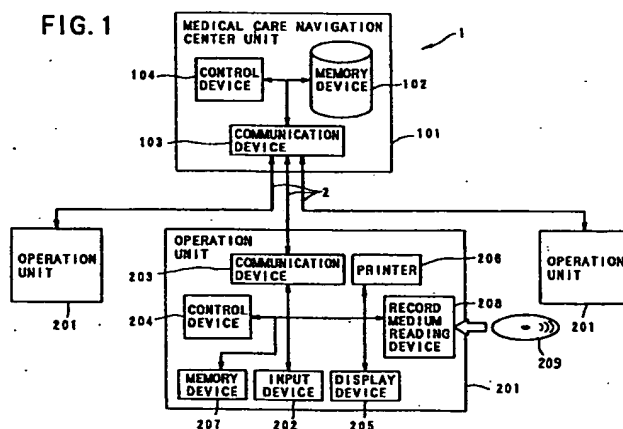 FIG. 1
MEDICAL CARE NAVIGATION
CENTER UNIT
1
104
CONTROL
DEVICE
MEMORY
DEVICE
102
103
COMMUNICATION
DEVICE
101
2
OPERATION
UNIT
201
OPERATION
UNIT
203
COMMUNICATION
DEVICE
PRINTER
206
204
CONTROL
DEVICE
RECORD
MEDIUM
READING
DEVICE
208
209
MEMORY
DEVICE
207
INPUT
DEVICE
202
DISPLAY
DEVICE
205
201
OPERATION
UNIT
201